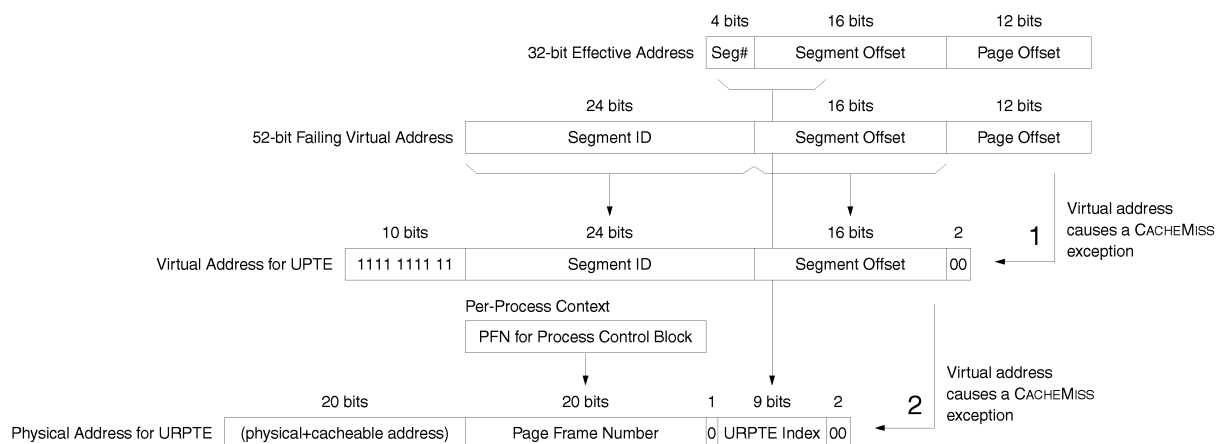 4 bits 16 bits 12 bits
32-bit Effective Address Seg# Segment Offset Page Offset
24 bits 16 bits 12 bits
52-bit Failing Virtual Address Segment ID Segment Offset Page Offset
10 bits 24 bits 16 bits 2
Virtual Address for UPTE 1111 1111 11 Segment ID Segment Offset 00
1
Virtual address
causes a CACHEMISS
exception
Per-Process Context
PFN for Process Control Block
20 bits 20 bits 1 9 bits 2
Physical Address for URPTE (physical+cacheable address) Page Frame Number 0 URPTE Index 00
2
Virtual address
causes a CACHEMISS
exception